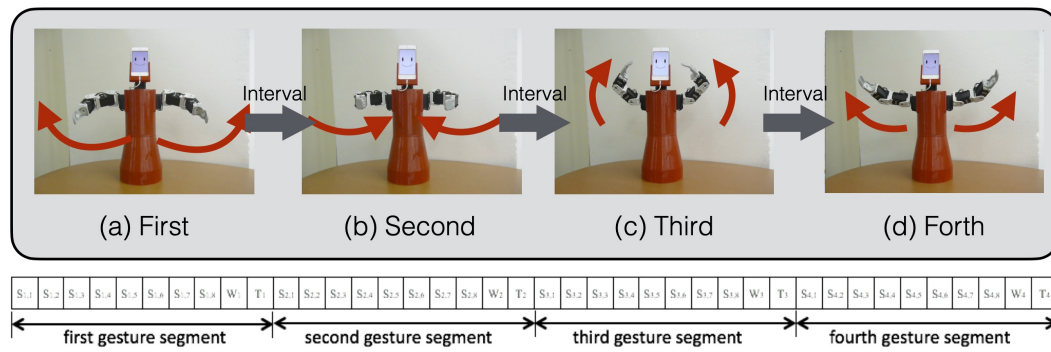 Interval Interval Interval
(a) First (b) Second (c) Third (d) Forth
S1,1 S1,2 S1,3 S1,4 S1,5 S1,6 S1,7 S1,8 W1 T1 S2,1 S2,2 S2,3 S2,4 S2,5 S2,6 S2,7 S2,8 W2 T2 S3,1 S3,2 S3,3 S3,4 S3,5 S3,6 S3,7 S3,8 W3 T3 S4,1 S4,2 S4,3 S4,4 S4,5 S4,6 S4,7 S4,8 W4 T4
first gesture segment second gesture segment third gesture segment fourth gesture segment